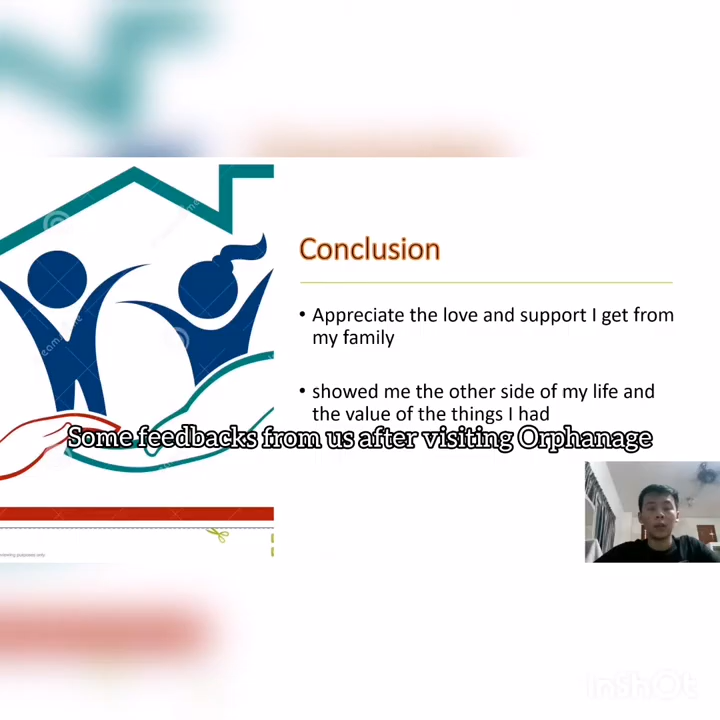 Conclusion
• Appreciate the love and support I get from
my family
• showed me the other side of my life and
the value of the things I had
Some feedbacks from us after visiting Orphanage
InShOt